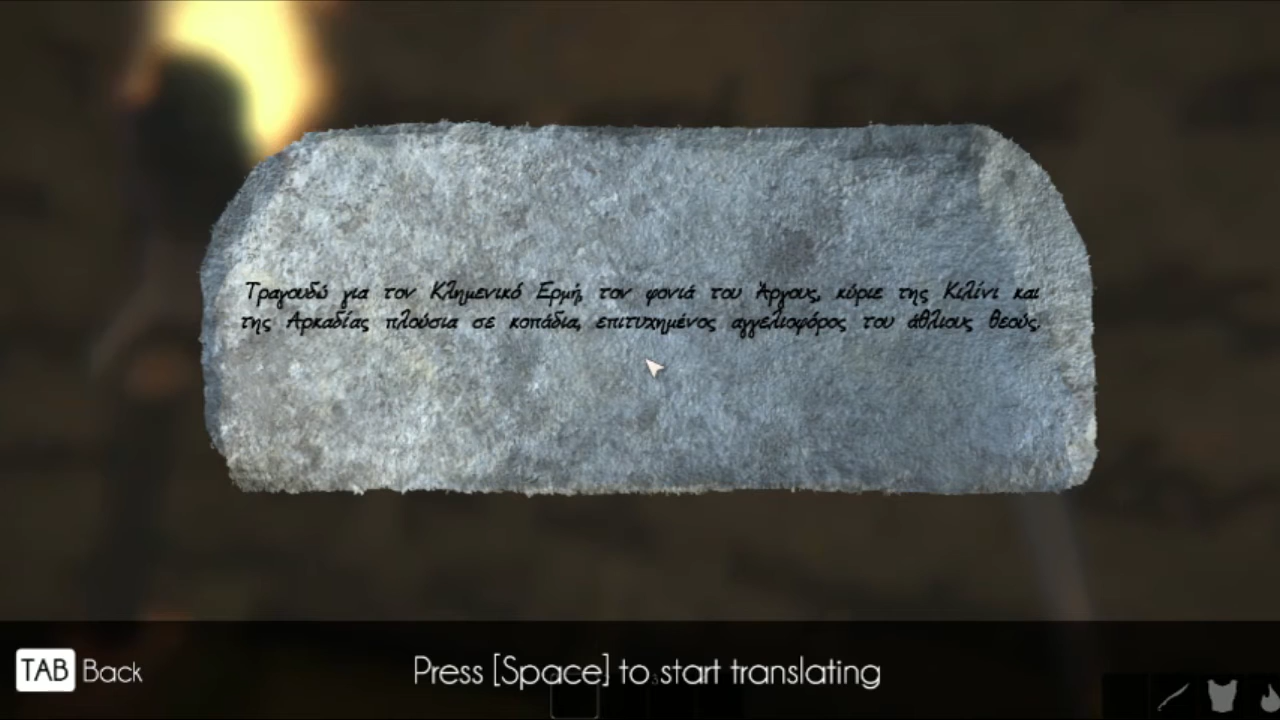 Τραγουδώ για τον Κλημενικό Ερμή, τον φονιά του Άργους, κύριε της Κιλίνι και
της Αρκαδίας πλούσια σε κοπάδια, επιτυχημένος αγγελιοφόρος του άθλιους θεούς.
TAB Back
Press [Space] to start translating